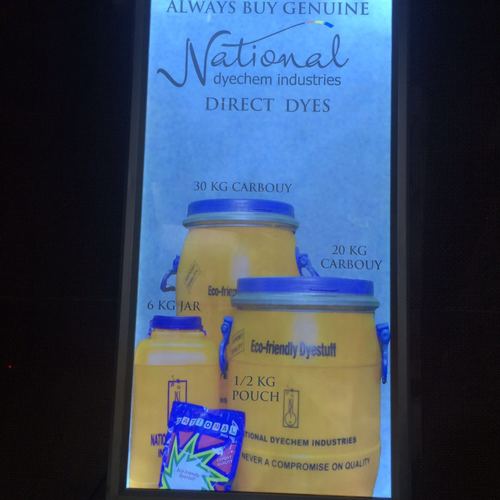 ALWAYS BUY GENUINE
National
dyechem industries
DIRECT DYES
30 KG CARBOUY
20 KG
CARBOUY
6 KG JAR
Eco-friendly Dyestuff
1/2 KG
POUCH
NATIONAL
NATIONAL DYECHEM INDUSTRIES
NEVER A COMPROMISE ON QUALITY